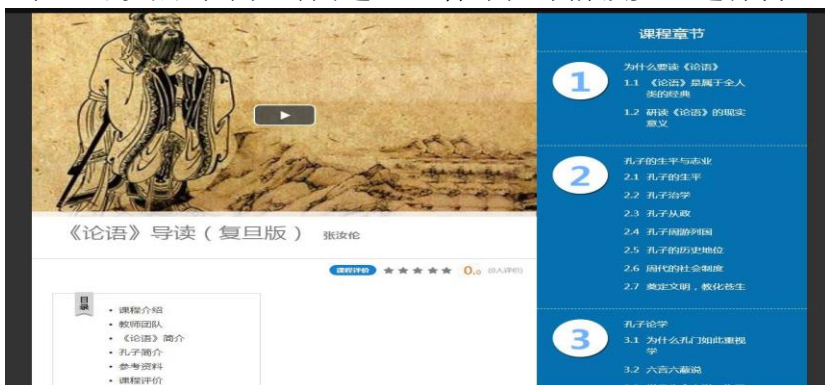 《论语》导读（复旦版） 张汝伦
课程评价 ★★★★★ 0.0 (0人评价)
目录
• 课程介绍
• 教师团队
• 《论语》简介
• 孔子简介
• 参考资料
• 课程评价
课程章节
1
为什么要读《论语》
1.1 《论语》是属于全人
类的经典
1.2 研读《论语》的现实
意义
2
孔子的生平与志业
2.1 孔子的生平
2.2 孔子治学
2.3 孔子从政
2.4 孔子周游列国
2.5 孔子的历史地位
2.6 周代的社会制度
2.7 奠定文明，教化苍生
3
孔子论学
3.1 为什么孔门如此重视
学
3.2 六言六蔽说